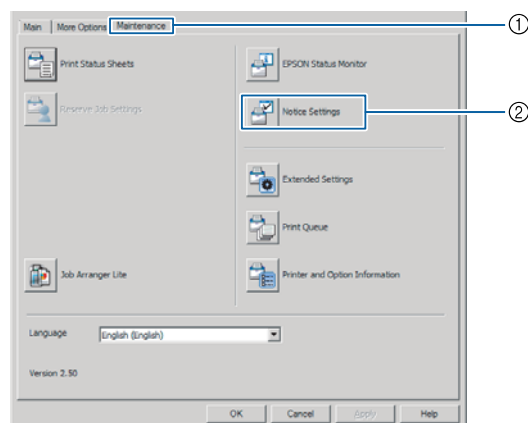 Main More Options Maintenance
①
Print Status Sheets
EPSON Status Monitor
Reserve Job Settings
Notice Settings
②
Extended Settings
Print Queue
Job Arranger Lite
Printer and Option Information
Language English (English)
Version 2.50
OK Cancel Apply Help